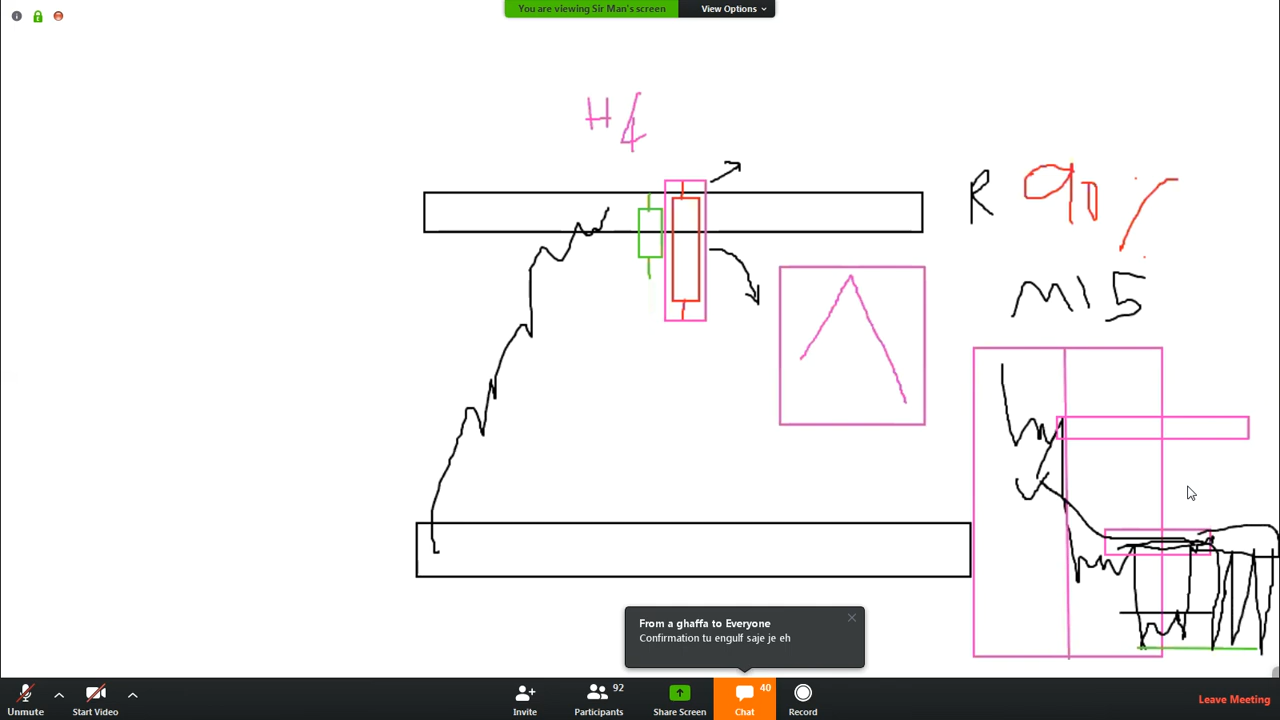 You are viewing Sir Man's screen
View Options
H4
R 90%
M15
From a ghaffa to Everyone
Confirmation tu engulf saje je eh
Unmute
Start Video
Invite
92
Participants
Share Screen
40
Chat
Record
Leave Meeting